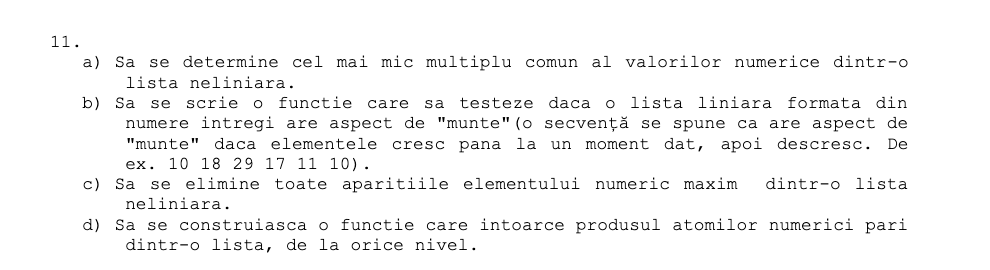 11.
a) Sa se determine cel mai mic multiplu comun al valorilor numerice dintr-o
lista neliniara.
b) Sa se scrie o functie care sa testeze daca o lista liniara formata din
numere intregi are aspect de "munte"(o secvență se spune ca are aspect de
"munte" daca elementele cresc pana la un moment dat, apoi descresc. De
ex. 10 18 29 17 11 10).
c) Sa se elimine toate aparitiile elementului numeric maxim dintr-o lista
neliniara.
d) Sa se construiasca o functie care intoarce produsul atomilor numerici pari
dintr-o lista, de la orice nivel.